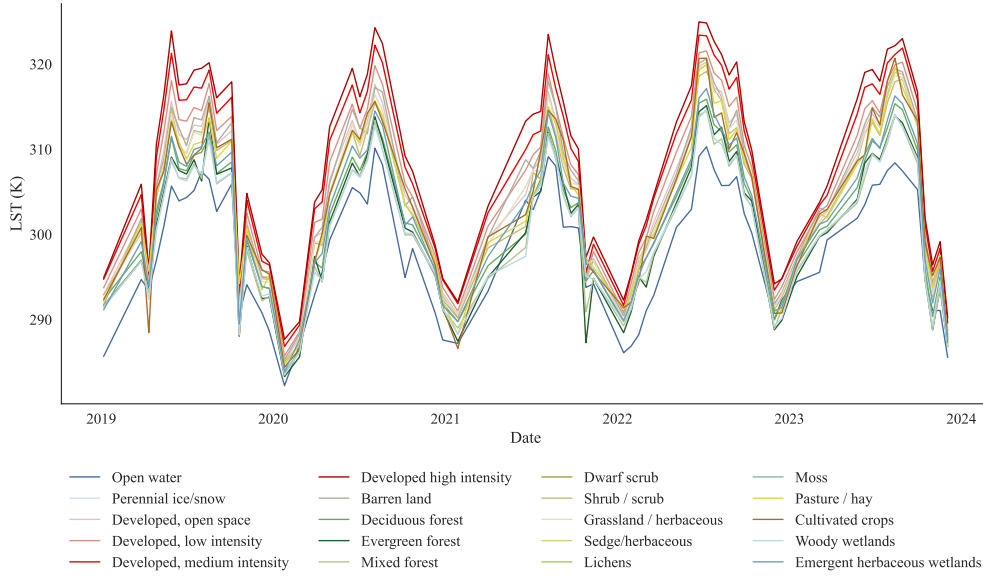 320
310
300
290
LST (K)
2019 2020 2021 2022 2023 2024
Date
Open water
Perennial ice/snow
Developed, open space
Developed, low intensity
Developed, medium intensity
Developed high intensity
Barren land
Deciduous forest
Evergreen forest
Mixed forest
Dwarf scrub
Shrub / scrub
Grassland / herbaceous
Sedge/herbaceous
Lichens
Moss
Pasture / hay
Cultivated crops
Woody wetlands
Emergent herbaceous wetlands